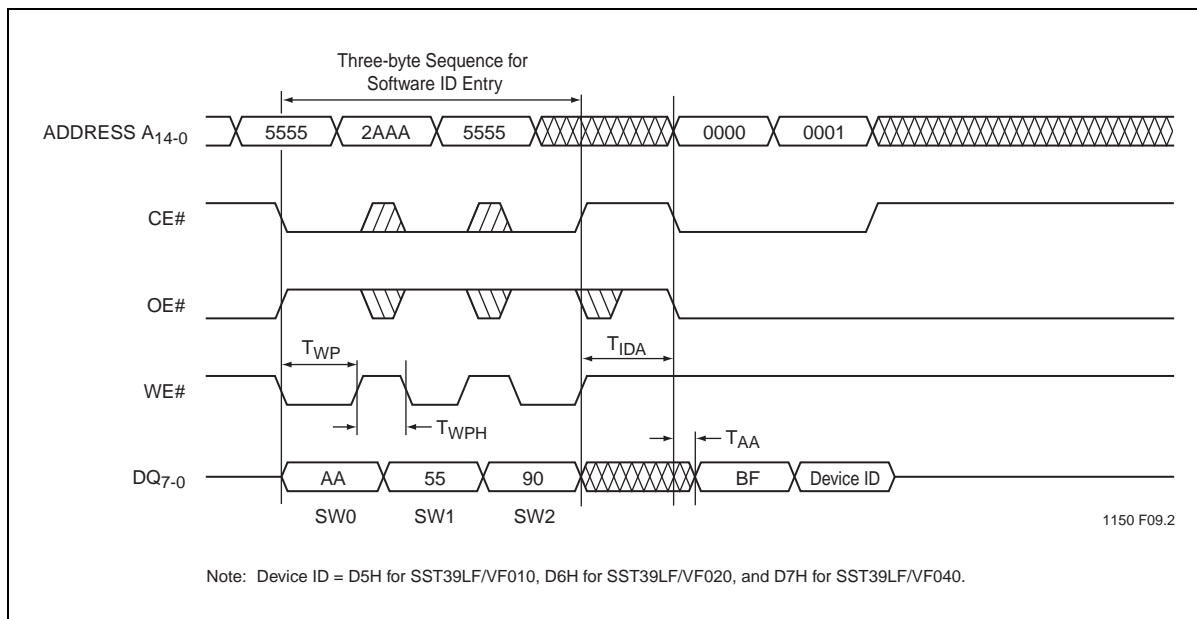 Three-byte Sequence for
Software ID Entry
ADDRESS A14-0
5555 2AAA 5555 0000 0001
CE#
OE#
TWP TIDA
WE#
TWPH TAA
DQ7-0
AA 55 90 BF Device ID
SW0 SW1 SW2
1150 F09.2
Note: Device ID = D5H for SST39LF/VF010, D6H for SST39LF/VF020, and D7H for SST39LF/VF040.